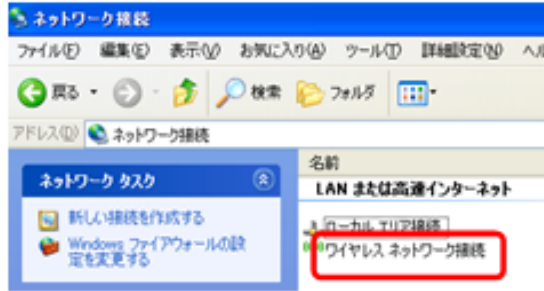 ネットワーク接続
ファイル(F) 編集(E) 表示(V) お気に入り(A) ツール(T) 詳細設定(N) ヘル
戻る 検索 フォルダ
アドレス(D) ネットワーク接続
名前
ネットワーク タスク
LAN または高速インターネット
新しい接続を作成する
ローカル エリア接続
Windows ファイアウォールの設
定を変更する
ワイヤレス ネットワーク接続